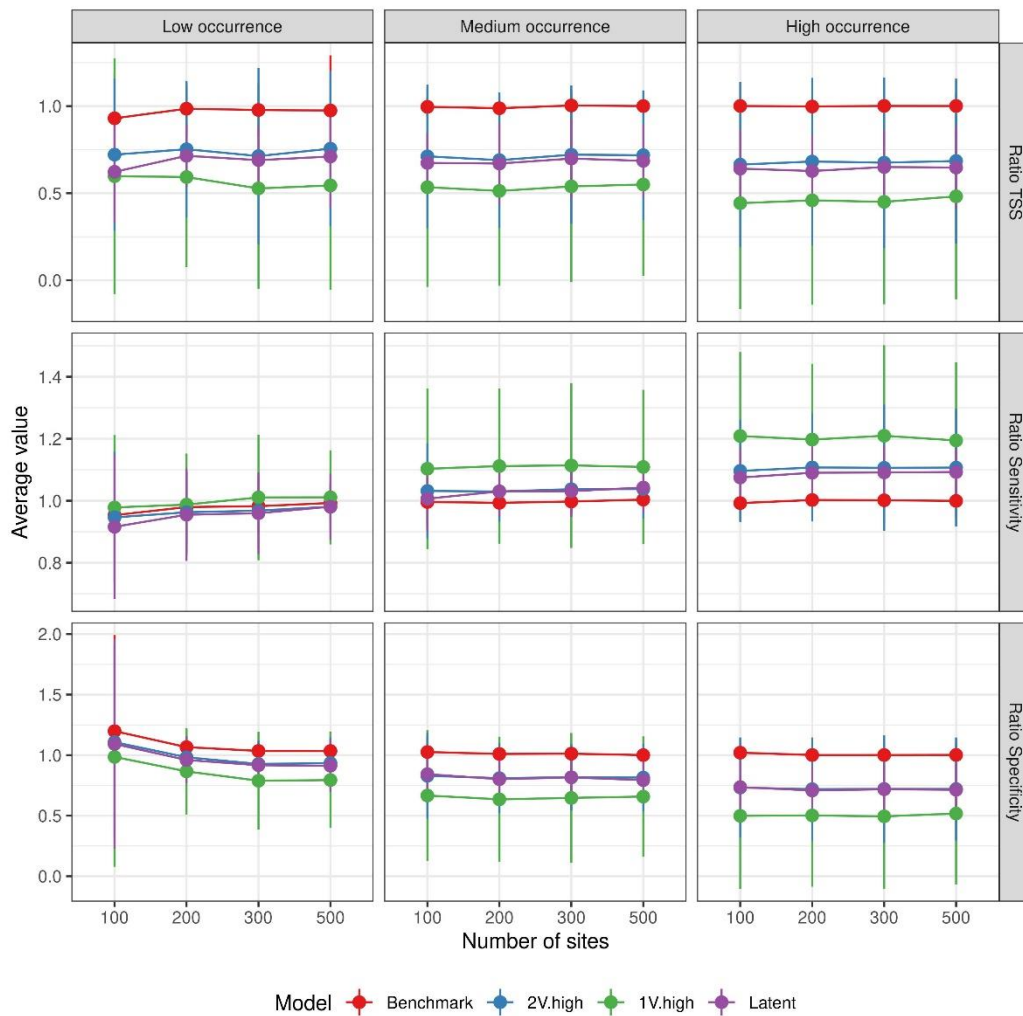 Low occurrence
Medium occurrence
High occurrence
1.0
0.5
0.0
Ratio TSS
1.4
1.2
1.0
0.8
Ratio Sensitivity
2.0
1.5
1.0
0.5
0.0
Ratio Specificity
Average value
100 200 300 500
100 200 300 500
100 200 300 500
Number of sites
Model Benchmark 2V.high 1V.high Latent